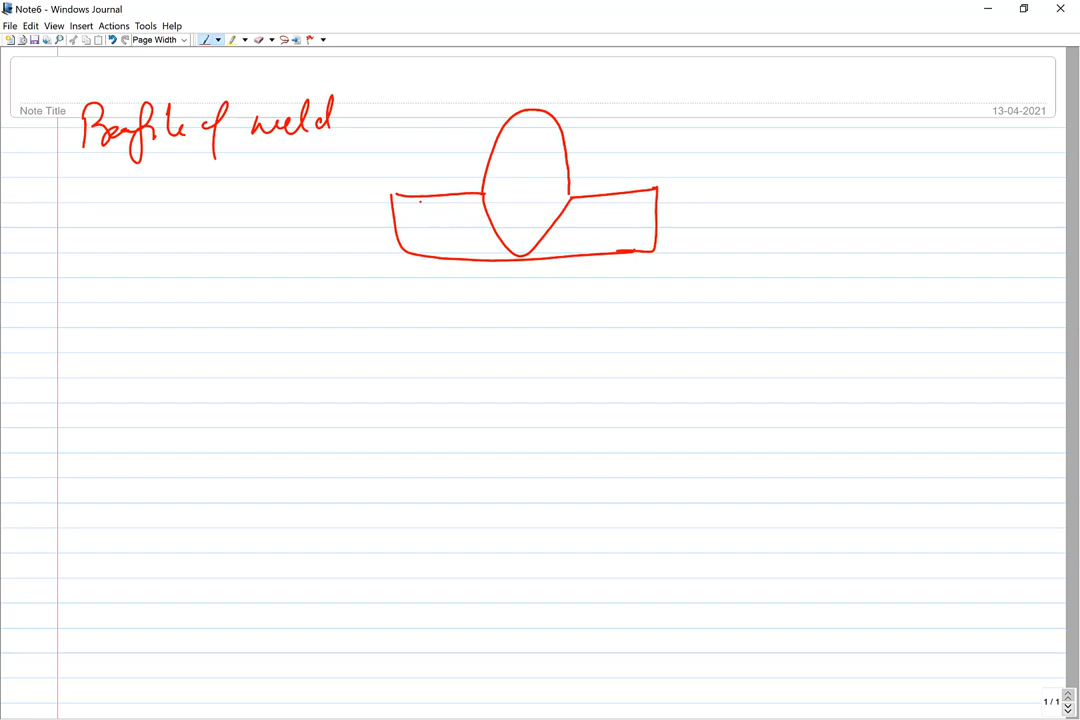 Note6 - Windows Journal
File Edit View Insert Actions Tools Help
Page Width
Note Title
13-04-2021
of weld
1 / 1